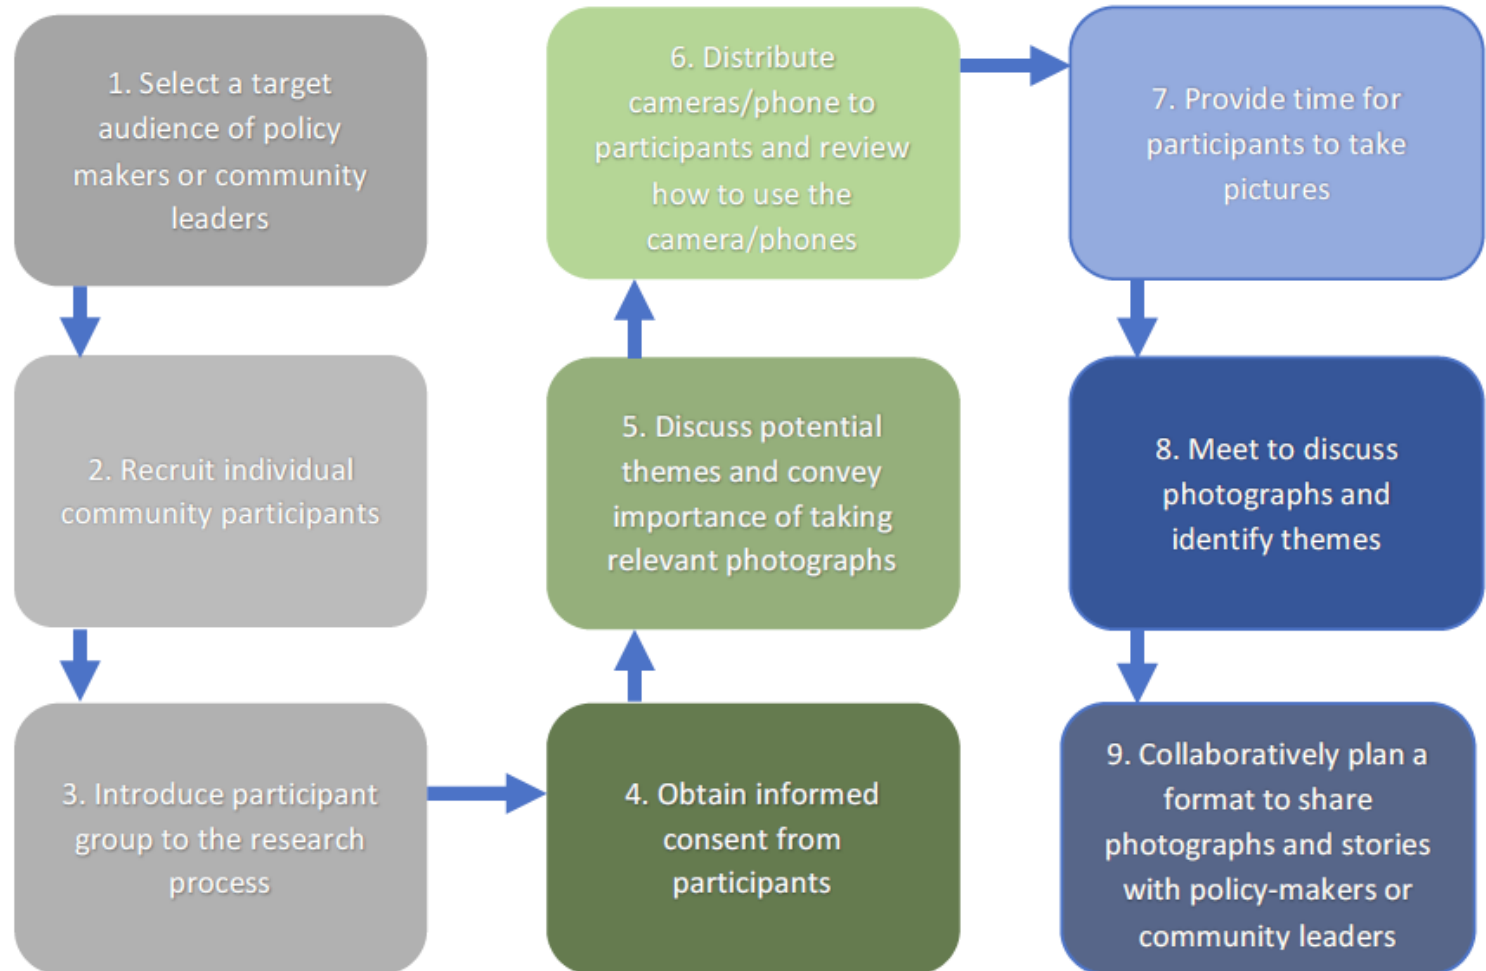 1. Select a target
audience of policy
makers or community
leaders
2. Recruit individual
community participants
3. Introduce participant
group to the research
process
4. Obtain informed
consent from
participants
5. Discuss potential
themes and convey
importance of taking
relevant photographs
6. Distribute
cameras/phone to
participants and review
how to use the
camera/phones
7. Provide time for
participants to take
pictures
8. Meet to discuss
photographs and
identify themes
9. Collaboratively plan a
format to share
photographs and stories
with policy-makers or
community leaders